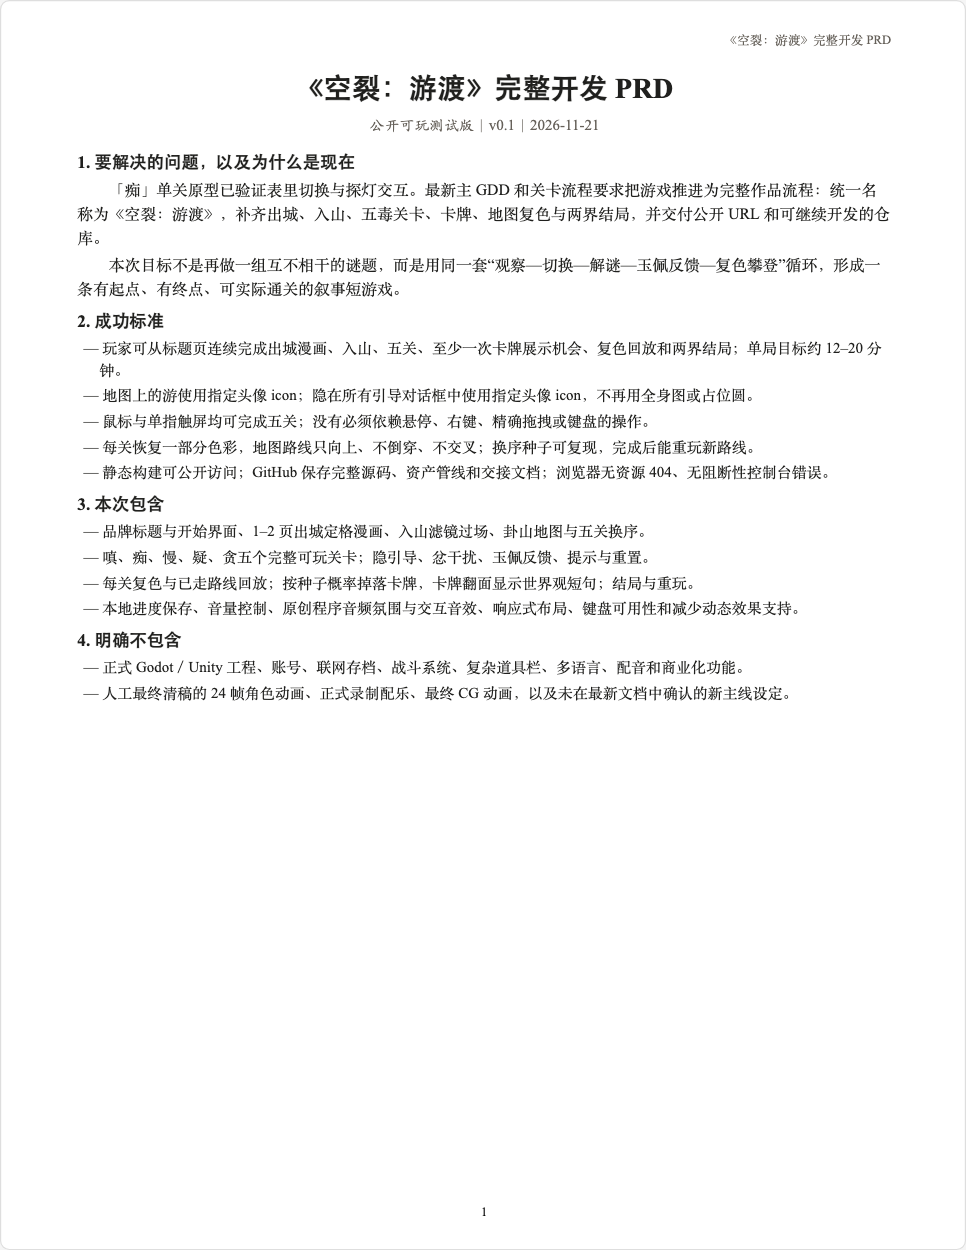 《空裂：游渡》完整开发 PRD
《空裂：游渡》完整开发 PRD
公开可玩测试版｜v0.1｜2026-11-21
1. 要解决的问题，以及为什么是现在
「痴」单关原型已验证表里切换与探灯交互。最新主 GDD 和关卡流程要求把游戏推进为完整作品流程：统一名
称为《空裂：游渡》，补齐出城、入山、五毒关卡、卡牌、地图复色与两界结局，并交付公开 URL 和可继续开发的仓
库。
本次目标不是再做一组互不相干的谜题，而是用同一套“观察—切换—解谜—玉佩反馈—复色攀登”循环，形成一
条有起点、有终点、可实际通关的叙事短游戏。
2. 成功标准
— 玩家可从标题页连续完成出城漫画、入山、五关、至少一次卡牌展示机会、复色回放和两界结局；单局目标约 12–20 分
钟。
— 地图上的游使用指定头像 icon；隐在所有引导对话框中使用指定头像 icon，不再用全身图或占位圆。
— 鼠标与单指触屏均可完成五关；没有必须依赖悬停、右键、精确拖拽或键盘的操作。
— 每关恢复一部分色彩，地图路线只向上、不倒穿、不交叉；换序种子可复现，完成后能重玩新路线。
— 静态构建可公开访问；GitHub 保存完整源码、资产管线和交接文档；浏览器无资源 404、无阻断性控制台错误。
3. 本次包含
— 品牌标题与开始界面、1–2 页出城定格漫画、入山滤镜过场、卦山地图与五关换序。
— 嗔、痴、慢、疑、贪五个完整可玩关卡；隐引导、忿干扰、玉佩反馈、提示与重置。
— 每关复色与已走路线回放；按种子概率掉落卡牌，卡牌翻面显示世界观短句；结局与重玩。
— 本地进度保存、音量控制、原创程序音频氛围与交互音效、响应式布局、键盘可用性和减少动态效果支持。
4. 明确不包含
— 正式 Godot / Unity 工程、账号、联网存档、战斗系统、复杂道具栏、多语言、配音和商业化功能。
— 人工最终清稿的 24 帧角色动画、正式录制配乐、最终 CG 动画，以及未在最新文档中确认的新主线设定。
1